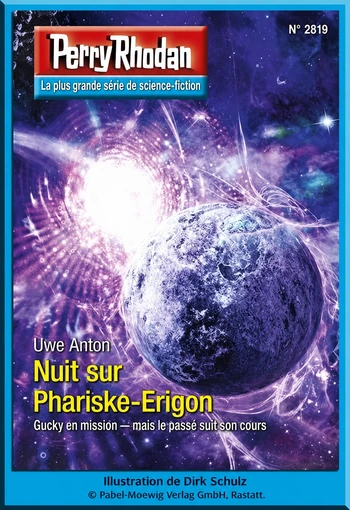 Perry Rhodan
N° 2819
La plus grande série de science-fiction
Uwe Anton
Nuit sur
Phariske-Erigon
Gucky en mission — mais le passé suit son cours
Illustration de Dirk Schulz
© Pabel-Moewig Verlag GmbH, Rastatt.